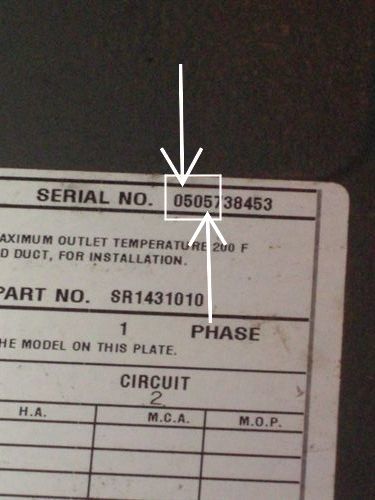 SERIAL NO. 0505738453
AXIMUM OUTLET TEMPERATURE 200 F
D DUCT, FOR INSTALLATION.
PART NO. SR1431010
1 PHASE
HE MODEL ON THIS PLATE.
CIRCUIT
2
H.A. M.C.A. M.O.P.